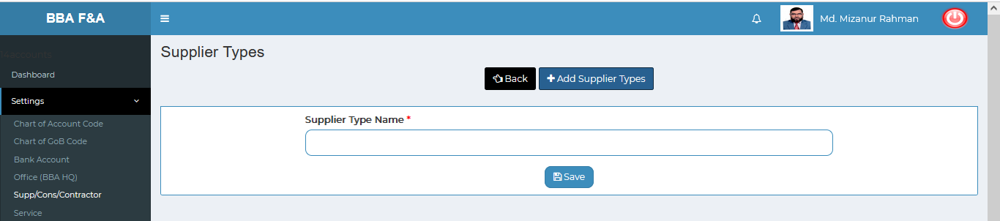 BBA F&A
Md. Mizanur Rahman
accounts
Dashboard
Settings
Chart of Account Code
Chart of GoB Code
Bank Account
Office (BBA HQ)
Supp/Cons/Contractor
Service
Supplier Types
Back
Add Supplier Types
Supplier Type Name *
Save